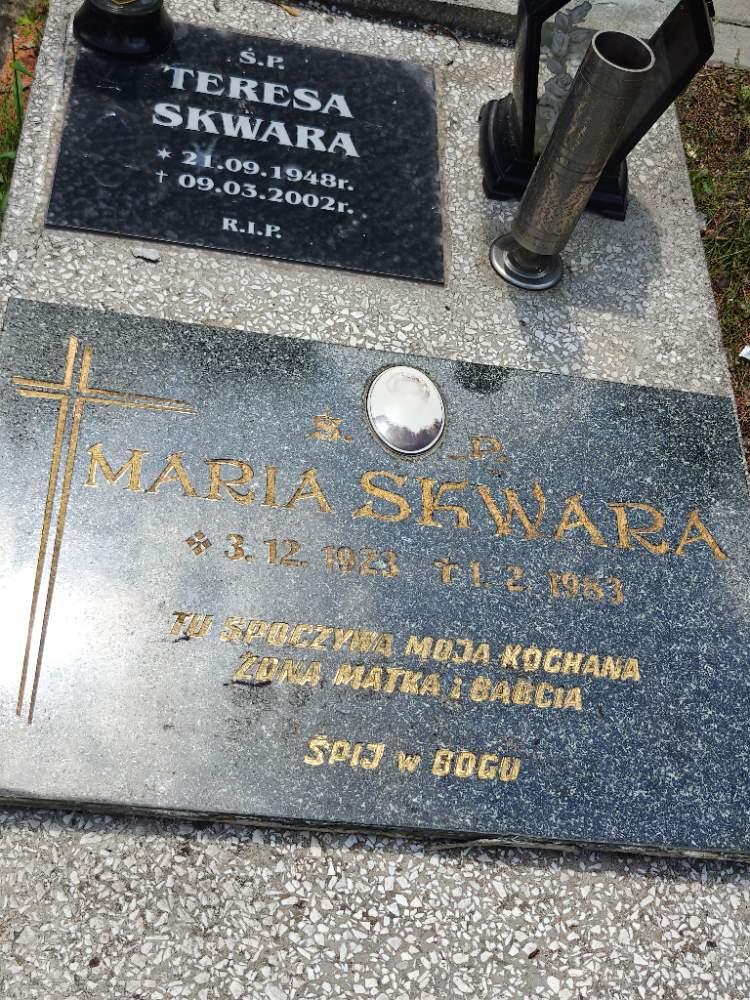 Ś.P.
TERESA
SKWARA
* 21.09.1948r.
† 09.03.2002r.
R.I.P.
Ś. P.
MARIA SKWARA
3. 12. 1923 † 1. 2. 1983
TU SPOCZYWA MOJA KOCHANA
ŻONA MATKA i BABCIA
ŚPIJ w BOGU